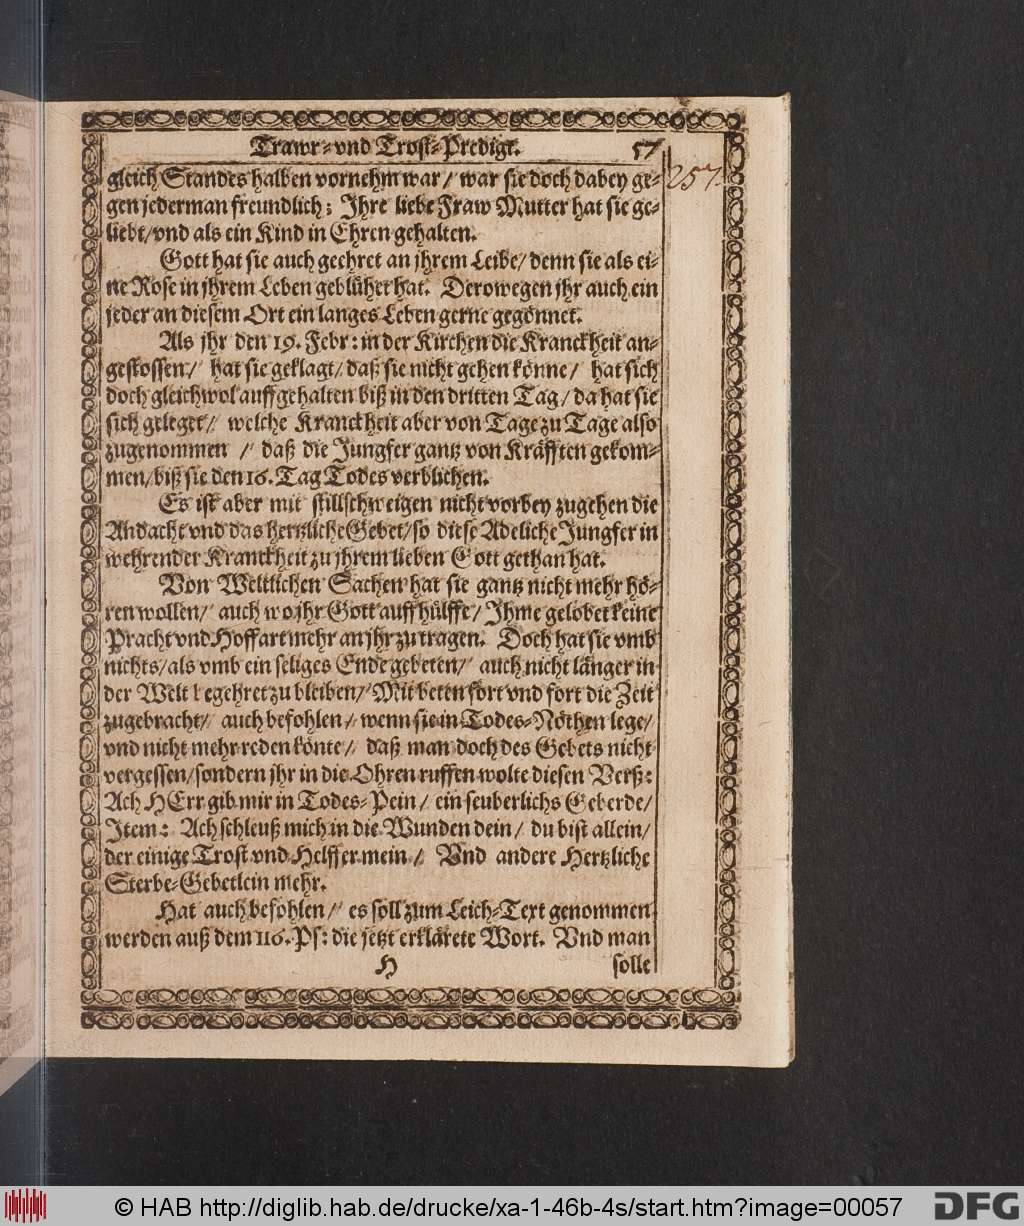 Trawr-vnd Trost-Predigt. 57
257.
gleich Standes halben vornehm war/ war sie doch dabey ge-
gen jederman freundlich; Ihre liebe Fraw Mutter hat sie ge-
liebt/vnd als ein Kind in Ehren gehalten.
Gott hat sie auch geehret an jhrem Leibe/ denn sie als ei-
ne Rose in jhrem Leben geblühet hat. Derowegen jhr auch ein
jeder an diesem Ort ein langes Leben gerne gegönnet.
Als jhr den 19. Febr: in der Kirchen die Kranckheit an-
gestossen/ hat sie geklagt/ daß sie nicht gehen könne/ hat sich
doch gleichwol auffgehalten biß in den dritten Tag/ da hat sie
sich geleget/ welche Kranckheit aber von Tage zu Tage also
zugenommen / daß die Jungfer gantz von Kräfften gekom-
men/ biß sie den 16. Tag Todes verblichen.
Es ist aber mit stillschweigen nicht vorbey zugehen die
Andacht vnd das hertzliche Gebet/ so diese Adeliche Jungfer in
wehrender Kranckheit zu jhrem lieben Gott gethan hat.
Von Weltlichen Sachen hat sie gantz nicht mehr hö-
ren wollen/ auch wo jhr Gott auffhülffe/ Ihme gelobet keine
Pracht vnd Hoffart mehr an jhr zu tragen. Doch hat sie vmb
nichts/ als vmb ein seliges Ende gebeten/ auch nicht länger in
der Welt begehret zu bleiben/ Mit beten fort vnd fort die Zeit
zugebracht/ auch befohlen/ wenn sie in Todes-Nöthen lege/
vnd nicht mehr reden könte/ daß man doch des Gebets nicht
vergessen/ sondern jhr in die Ohren ruffen wolte diesen Verß:
Ach HErr gib mir in Todes-Pein/ ein seuberlichs Geberde/
Item: Ach schleuß mich in die Wunden dein/ du bist allein/
der einige Trost vnd Helffer mein/ Vnd andere Hertzliche
Sterbe-Gebetlein mehr.
Hat auch befohlen/ es soll zum Leich-Text genommen
werden auß dem 116. Ps: die jetzt erklärete Wort. Vnd man
H solle
© HAB http://diglib.hab.de/drucke/xa-1-46b-4s/start.htm?image=00057
DFG